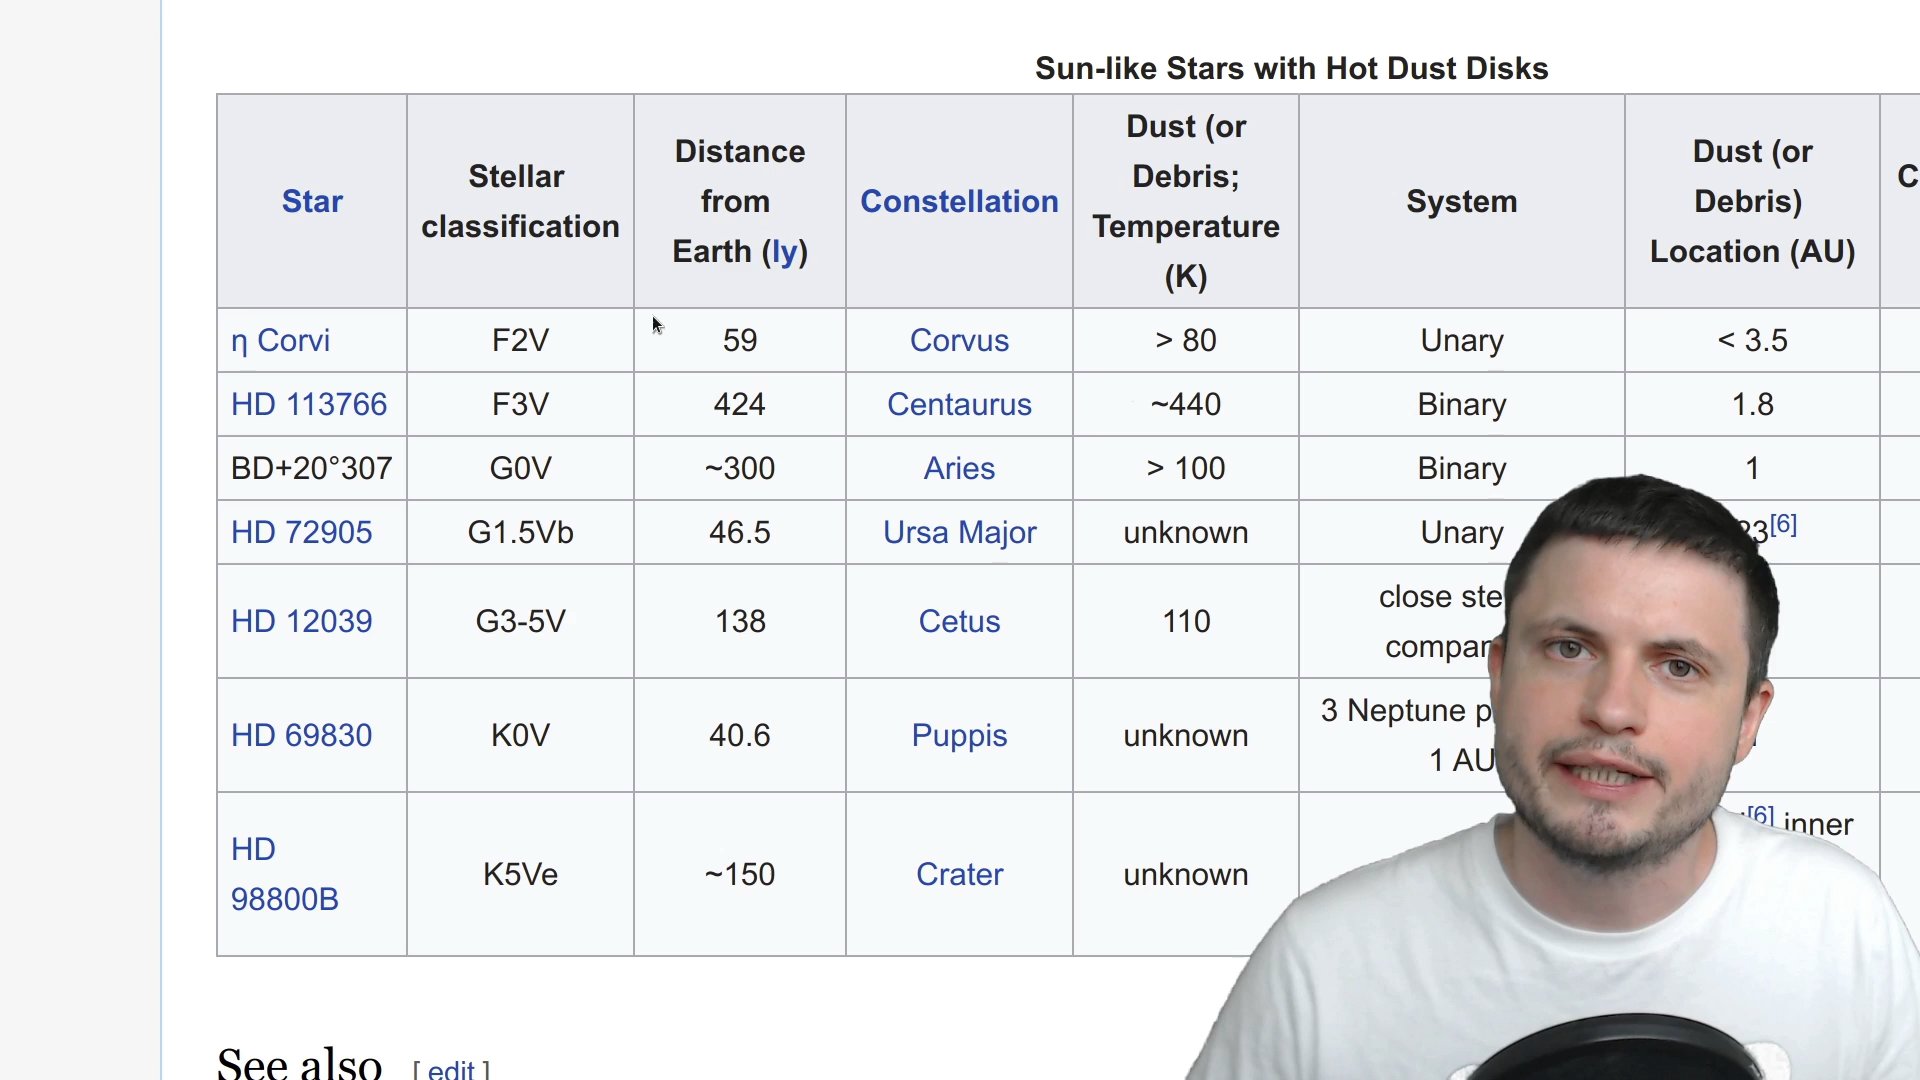 Sun-like Stars with Hot Dust Disks
Star
Stellar
classification
Distance
from
Earth (ly)
Constellation
Dust (or
Debris;
Temperature
(K)
System
Dust (or
Debris)
Location (AU)
η Corvi F2V 59 Corvus > 80 Unary < 3.5
HD 113766 F3V 424 Centaurus ~440 Binary 1.8
BD+20°307 G0V ~300 Aries > 100 Binary 1
HD 72905 G1.5Vb 46.5 Ursa Major unknown Unary [6]
HD 12039 G3-5V 138 Cetus 110 close
HD 69830 K0V 40.6 Puppis unknown 3 Neptune
1 AU
HD
98800B
K5Ve ~150 Crater unknown [6] inner
See also [ edit ]